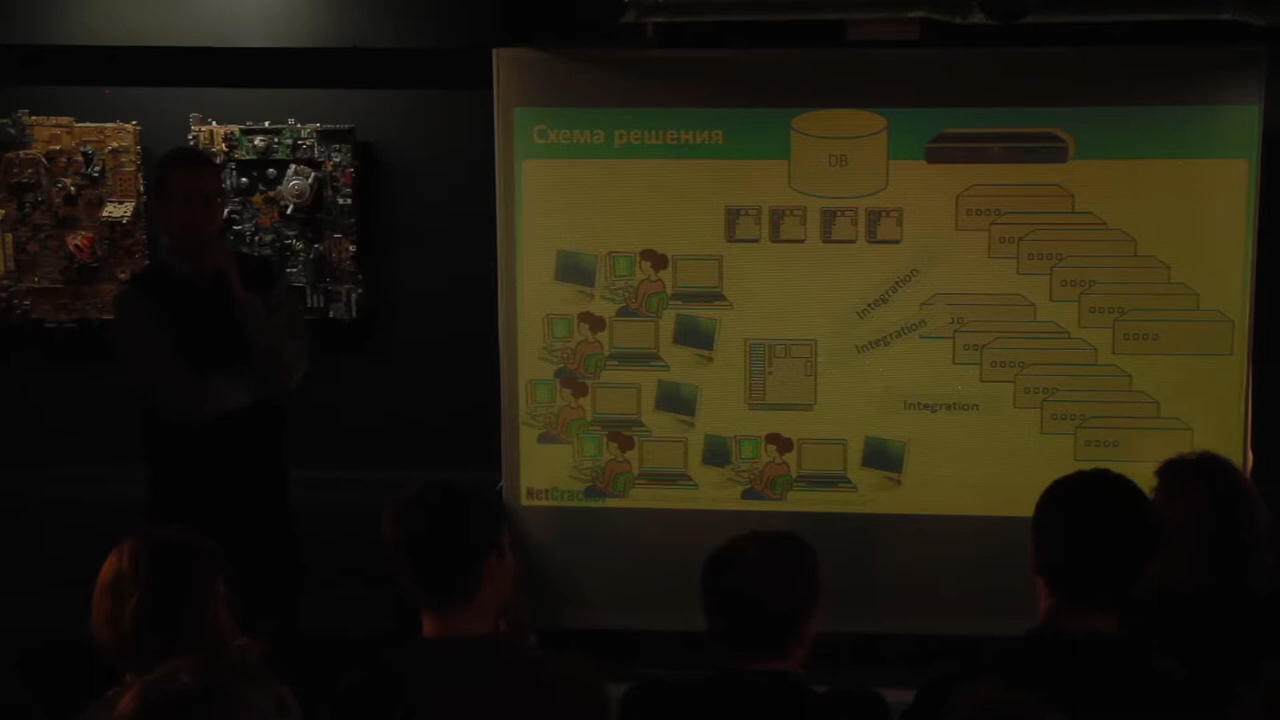 Схема решения
DB
Integration
Integration
Integration
NetCracker